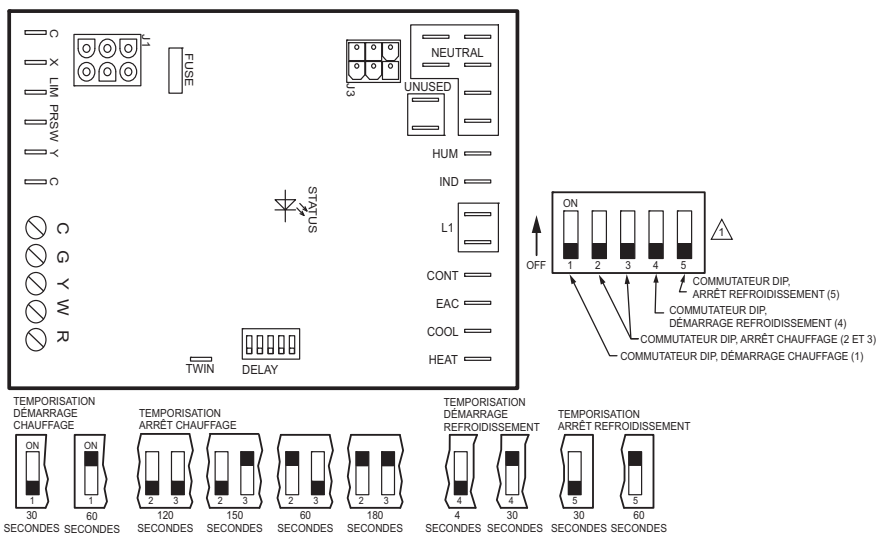 C
X
LIM
PRSW
Y
C
J1
FUSE
J3
NEUTRAL
UNUSED
HUM
IND
L1
CONT
EAC
COOL
HEAT
STATUS
C
G
Y
W
R
TWIN
DELAY
ON
OFF
1 2 3 4 5
1
COMMUTATEUR DIP,
ARRÊT REFROIDISSEMENT (5)
COMMUTATEUR DIP,
DÉMARRAGE REFROIDISSEMENT (4)
COMMUTATEUR DIP, ARRÊT CHAUFFAGE (2 ET 3)
COMMUTATEUR DIP, DÉMARRAGE CHAUFFAGE (1)
TEMPORISATION
DÉMARRAGE
CHAUFFAGE
ON
1
30
SECONDES
ON
1
60
SECONDES
TEMPORISATION
ARRÊT CHAUFFAGE
2 3
120
SECONDES
2 3
150
SECONDES
2 3
60
SECONDES
2 3
180
SECONDES
TEMPORISATION
DÉMARRAGE
REFROIDISSEMENT
4
4
SECONDES
4
30
SECONDES
TEMPORISATION
ARRÊT REFROIDISSEMENT
5
30
SECONDES
5
60
SECONDES